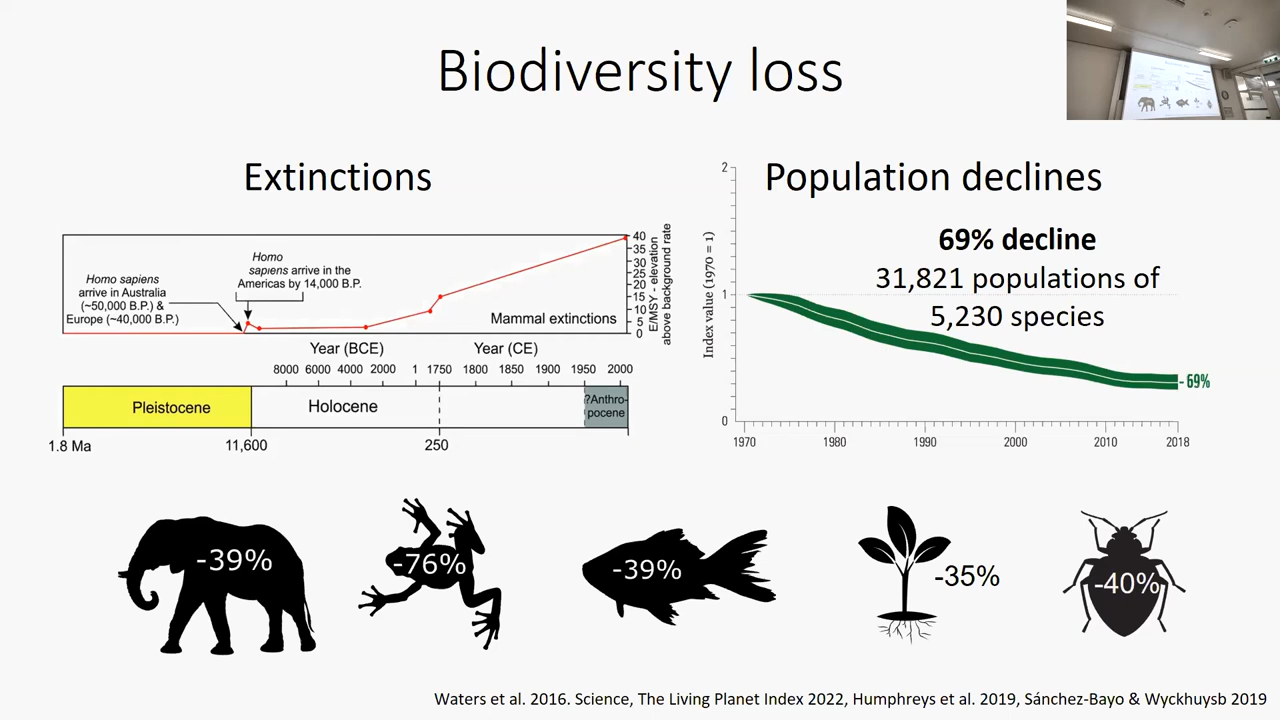 Biodiversity loss
Extinctions
Homo sapiens
arrive in Australia
(~50,000 B.P.) &
Europe (~40,000 B.P.)
Homo
sapiens arrive in the
Americas by 14,000 B.P.
Mammal extinctions
40
35
30
25
20
15
10
5
0
E/MSY - elevation
above background rate
Year (BCE)
Year (CE)
8000 6000 4000 2000 1 1750 1800 1850 1900 1950 2000
Pleistocene
Holocene
?Anthro-
pocene
1.8 Ma
11,600
250
Population declines
69% decline
31,821 populations of
5,230 species
Index value (1970 = 1)
2
1
0
-69%
1970 1980 1990 2000 2010 2018
-39%
-76%
-39%
-35%
-40%
Waters et al. 2016. Science, The Living Planet Index 2022, Humphreys et al. 2019, Sánchez-Bayo & Wyckhuysb 2019